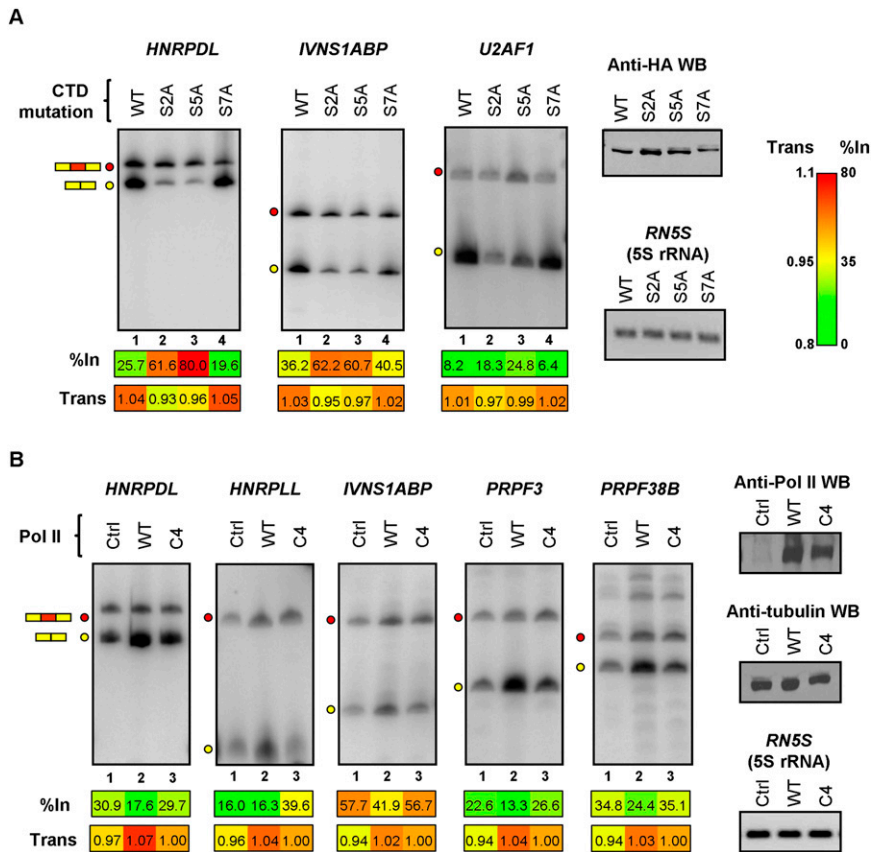 A
HNRPDL IVNS1ABP U2AF1
CTD mutation
WT S2A S5A S7A
WT S2A S5A S7A
WT S2A S5A S7A
1 2 3 4
1 2 3 4
1 2 3 4
%In 25.7 61.6 80.0 19.6
36.2 62.2 60.7 40.5
8.2 18.3 24.8 6.4
Trans 1.04 0.93 0.96 1.05
1.03 0.95 0.97 1.02
1.01 0.97 0.99 1.02
Anti-HA WB
WT S2A S5A S7A
RN5S
(5S rRNA)
WT S2A S5A S7A
Trans %In
1.1 80
0.95 35
0.8 0
B
HNRPDL HNRPLL IVNS1ABP PRPF3 PRPF38B
Pol II
Ctrl WT C4
Ctrl WT C4
Ctrl WT C4
Ctrl WT C4
Ctrl WT C4
1 2 3
1 2 3
1 2 3
1 2 3
1 2 3
%In 30.9 17.6 29.7
16.0 16.3 39.6
57.7 41.9 56.7
22.6 13.3 26.6
34.8 24.4 35.1
Trans 0.97 1.07 1.00
0.96 1.04 1.00
0.94 1.02 1.00
0.94 1.04 1.00
0.94 1.03 1.00
Anti-Pol II WB
Ctrl WT C4
Anti-tubulin WB
Ctrl WT C4
RN5S
(5S rRNA)
Ctrl WT C4